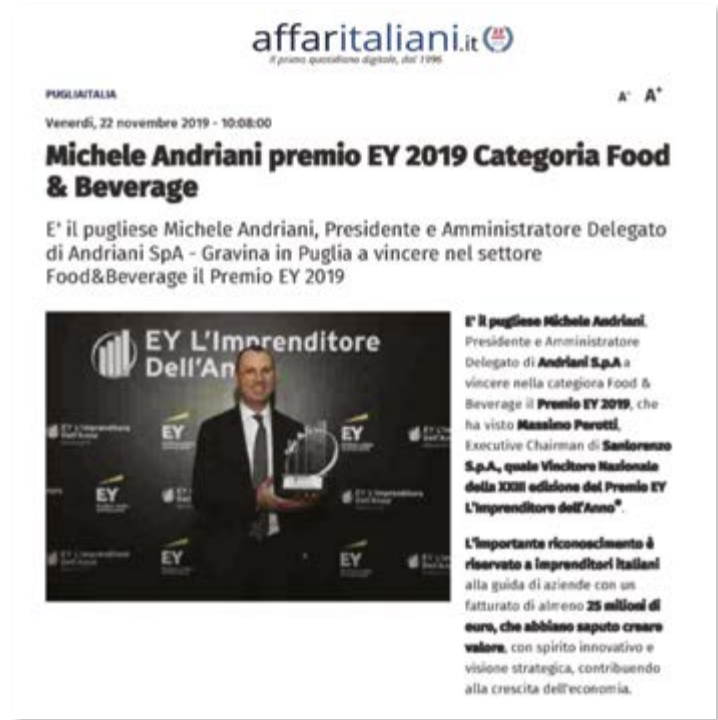 affaritaliani.it
Il primo quotidiano digitale, dal 1996
PUGLIAITALIA
A- A+
Venerdì, 22 novembre 2019 - 10:08:00
Michele Andriani premio EY 2019 Categoria Food
& Beverage
E' il pugliese Michele Andriani, Presidente e Amministratore Delegato
di Andriani SpA - Gravina in Puglia a vincere nel settore
Food&Beverage il Premio EY 2019
EY L'Imprenditore
Dell'An
EY
EY
EY
EY
EY
E' il pugliese Michele Andriani,
Presidente e Amministratore
Delegato di Andriani S.p.A a
vincere nella categiora Food &
Beverage il Premio EY 2019, che
ha visto Massimo Perotti,
Executive Chairman di Sanlorenzo
S.p.A., quale Vincitore Nazionale
della XXIII edizione del Premio EY
L'Imprenditore dell'Anno®.
L'importante riconoscimento è
riservato a imprenditori italiani
alla guida di aziende con un
fatturato di almeno 25 milioni di
euro, che abbiano saputo creare
valore, con spirito innovativo e
visione strategica, contribuendo
alla crescita dell'economia.